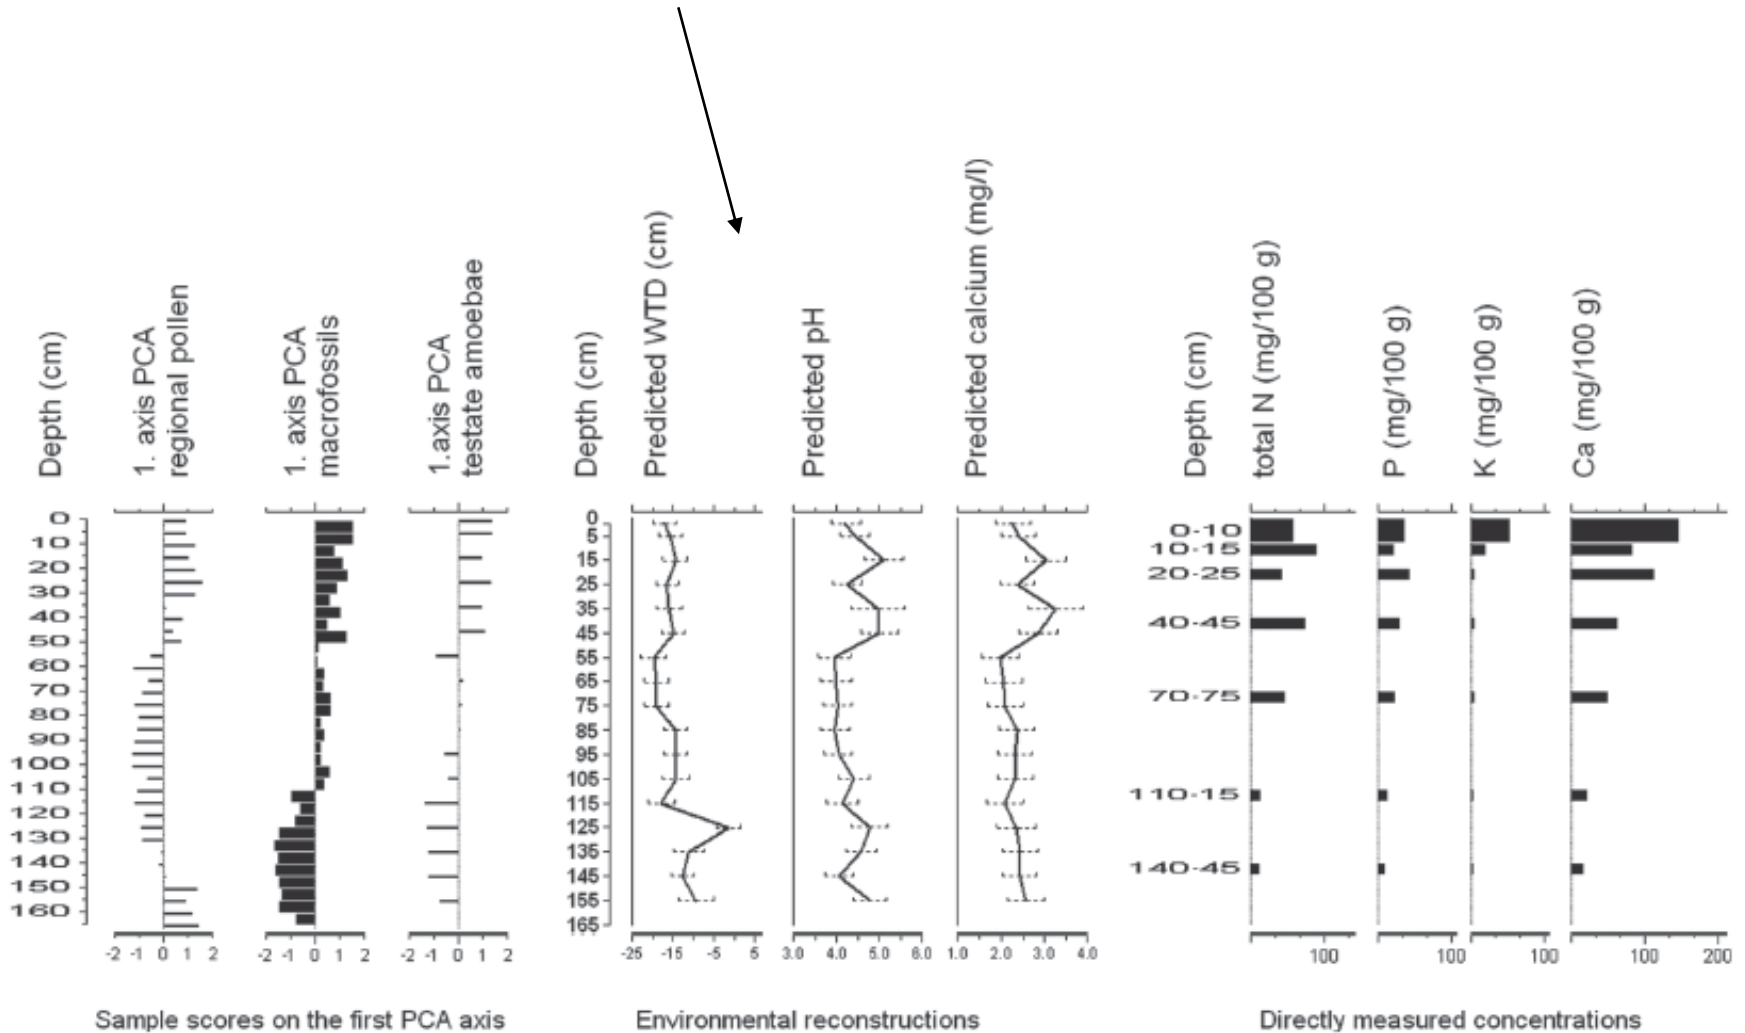 Depth (cm)
1. axis PCA
regional pollen
1. axis PCA
macrofossils
1.axis PCA
testate amoebae
Depth (cm)
Predicted WTD (cm)
Predicted pH
Predicted calcium (mg/l)
Depth (cm)
total N (mg/100 g)
P (mg/100 g)
K (mg/100 g)
Ca (mg/100 g)
0
10
20
30
40
50
60
70
80
90
100
110
120
130
140
150
160
0
5
15
25
35
45
55
65
75
85
95
105
115
125
135
145
155
165
0-10
10-15
20-25
40-45
70-75
110-15
140-45
-2 -1 0 1 2
-2 -1 0 1 2
-2 -1 0 1 2
-25 -15 -5 5
3.0 4.0 5.0 6.0
1.0 2.0 3.0 4.0
100
100
100
100 200
Sample scores on the first PCA axis
Environmental reconstructions
Directly measured concentrations